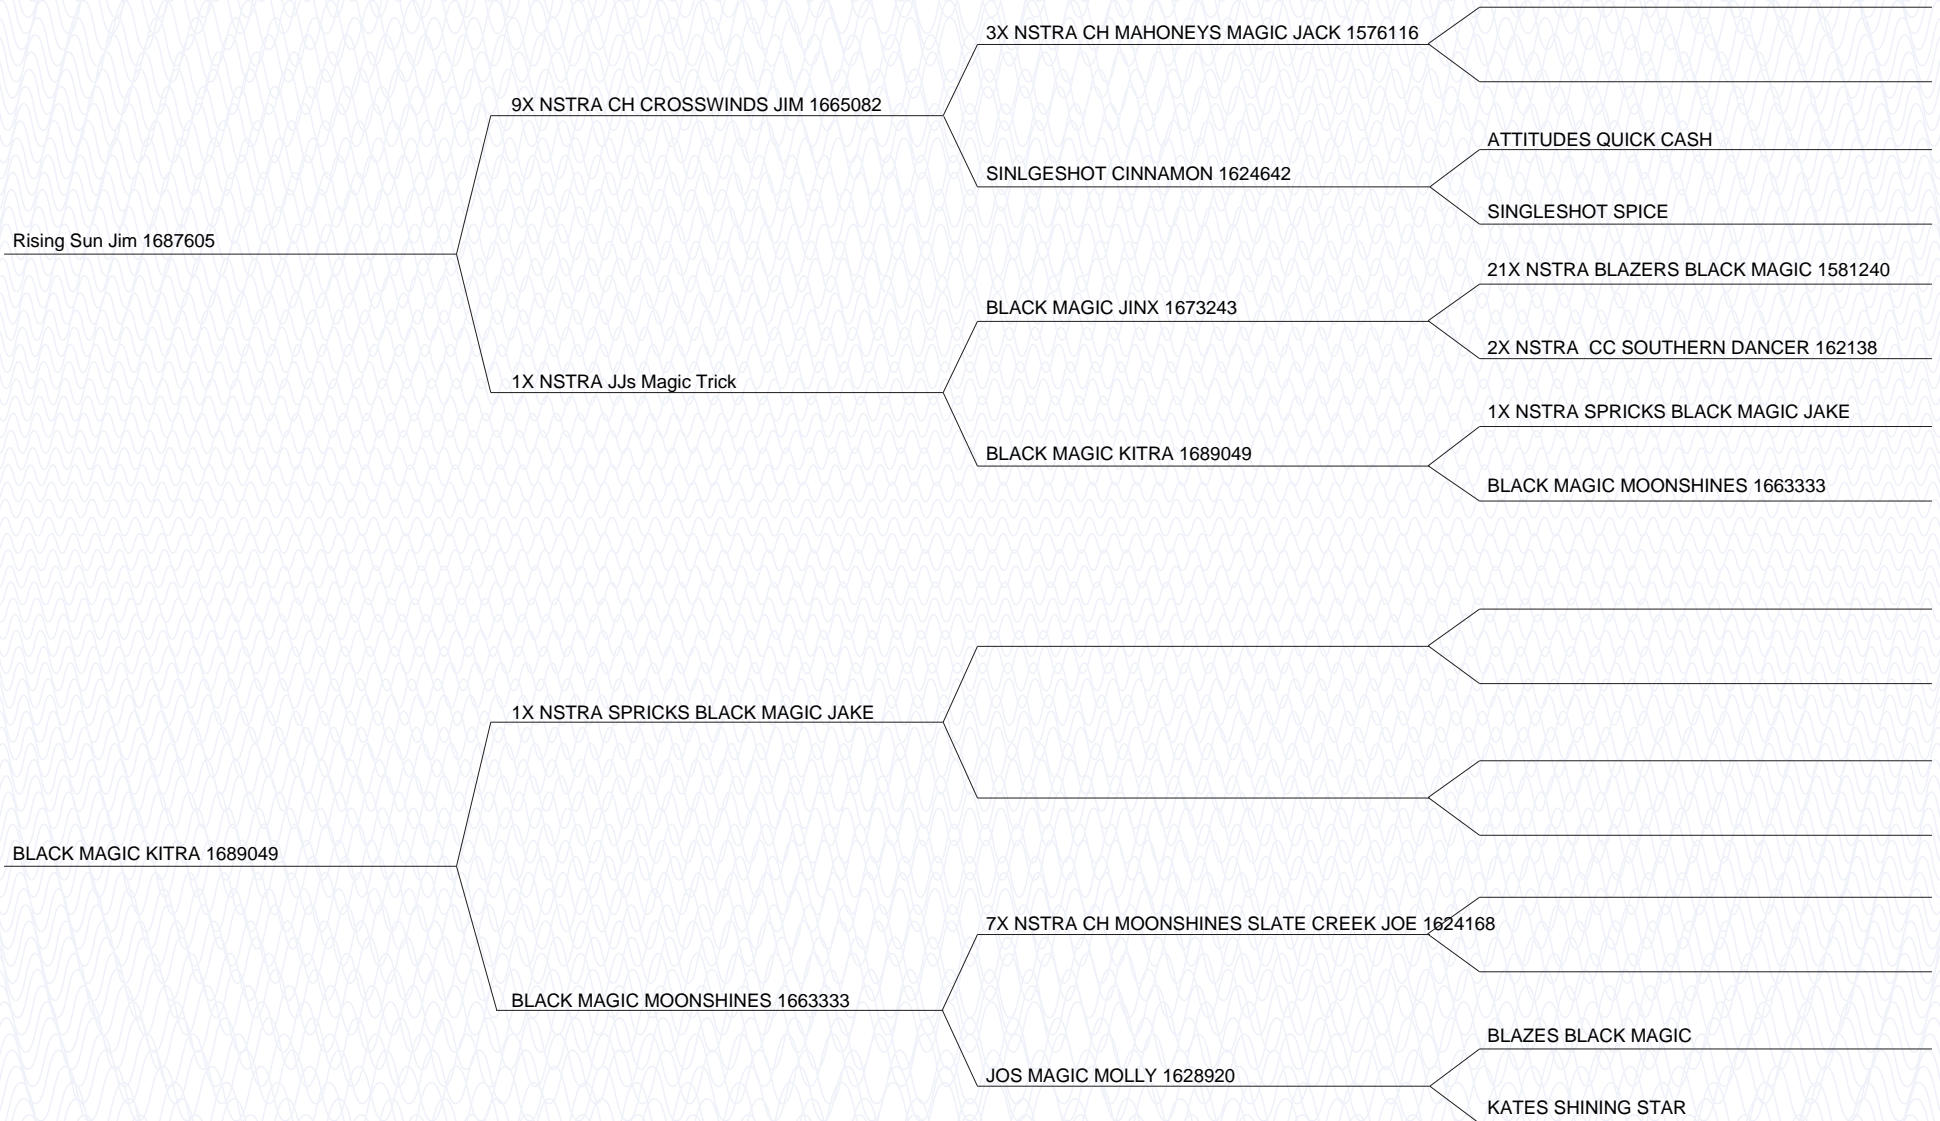 3X NSTRA CH MAHONEYS MAGIC JACK 1576116
9X NSTRA CH CROSSWINDS JIM 1665082
ATTITUDES QUICK CASH
SINLGESHOT CINNAMON 1624642
SINGLESHOT SPICE
Rising Sun Jim 1687605
21X NSTRA BLAZERS BLACK MAGIC 1581240
BLACK MAGIC JINX 1673243
2X NSTRA  CC SOUTHERN DANCER 162138
1X NSTRA JJs Magic Trick
1X NSTRA SPRICKS BLACK MAGIC JAKE
BLACK MAGIC KITRA 1689049
BLACK MAGIC MOONSHINES 1663333
1X NSTRA SPRICKS BLACK MAGIC JAKE
BLACK MAGIC KITRA 1689049
7X NSTRA CH MOONSHINES SLATE CREEK JOE 1624168
BLACK MAGIC MOONSHINES 1663333
BLAZES BLACK MAGIC
JOS MAGIC MOLLY 1628920
KATES SHINING STAR